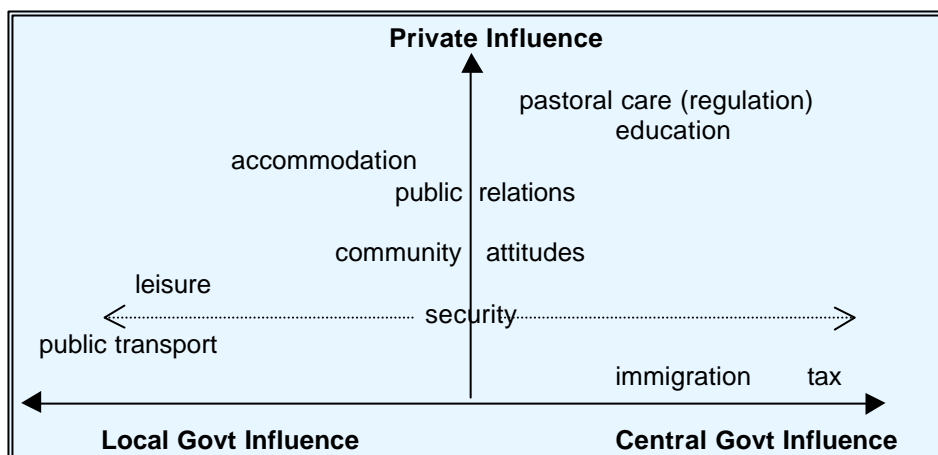 Private Influence
pastoral care (regulation)
education
accommodation
public relations
community attitudes
leisure
security
public transport
immigration tax
Local Govt Influence Central Govt Influence